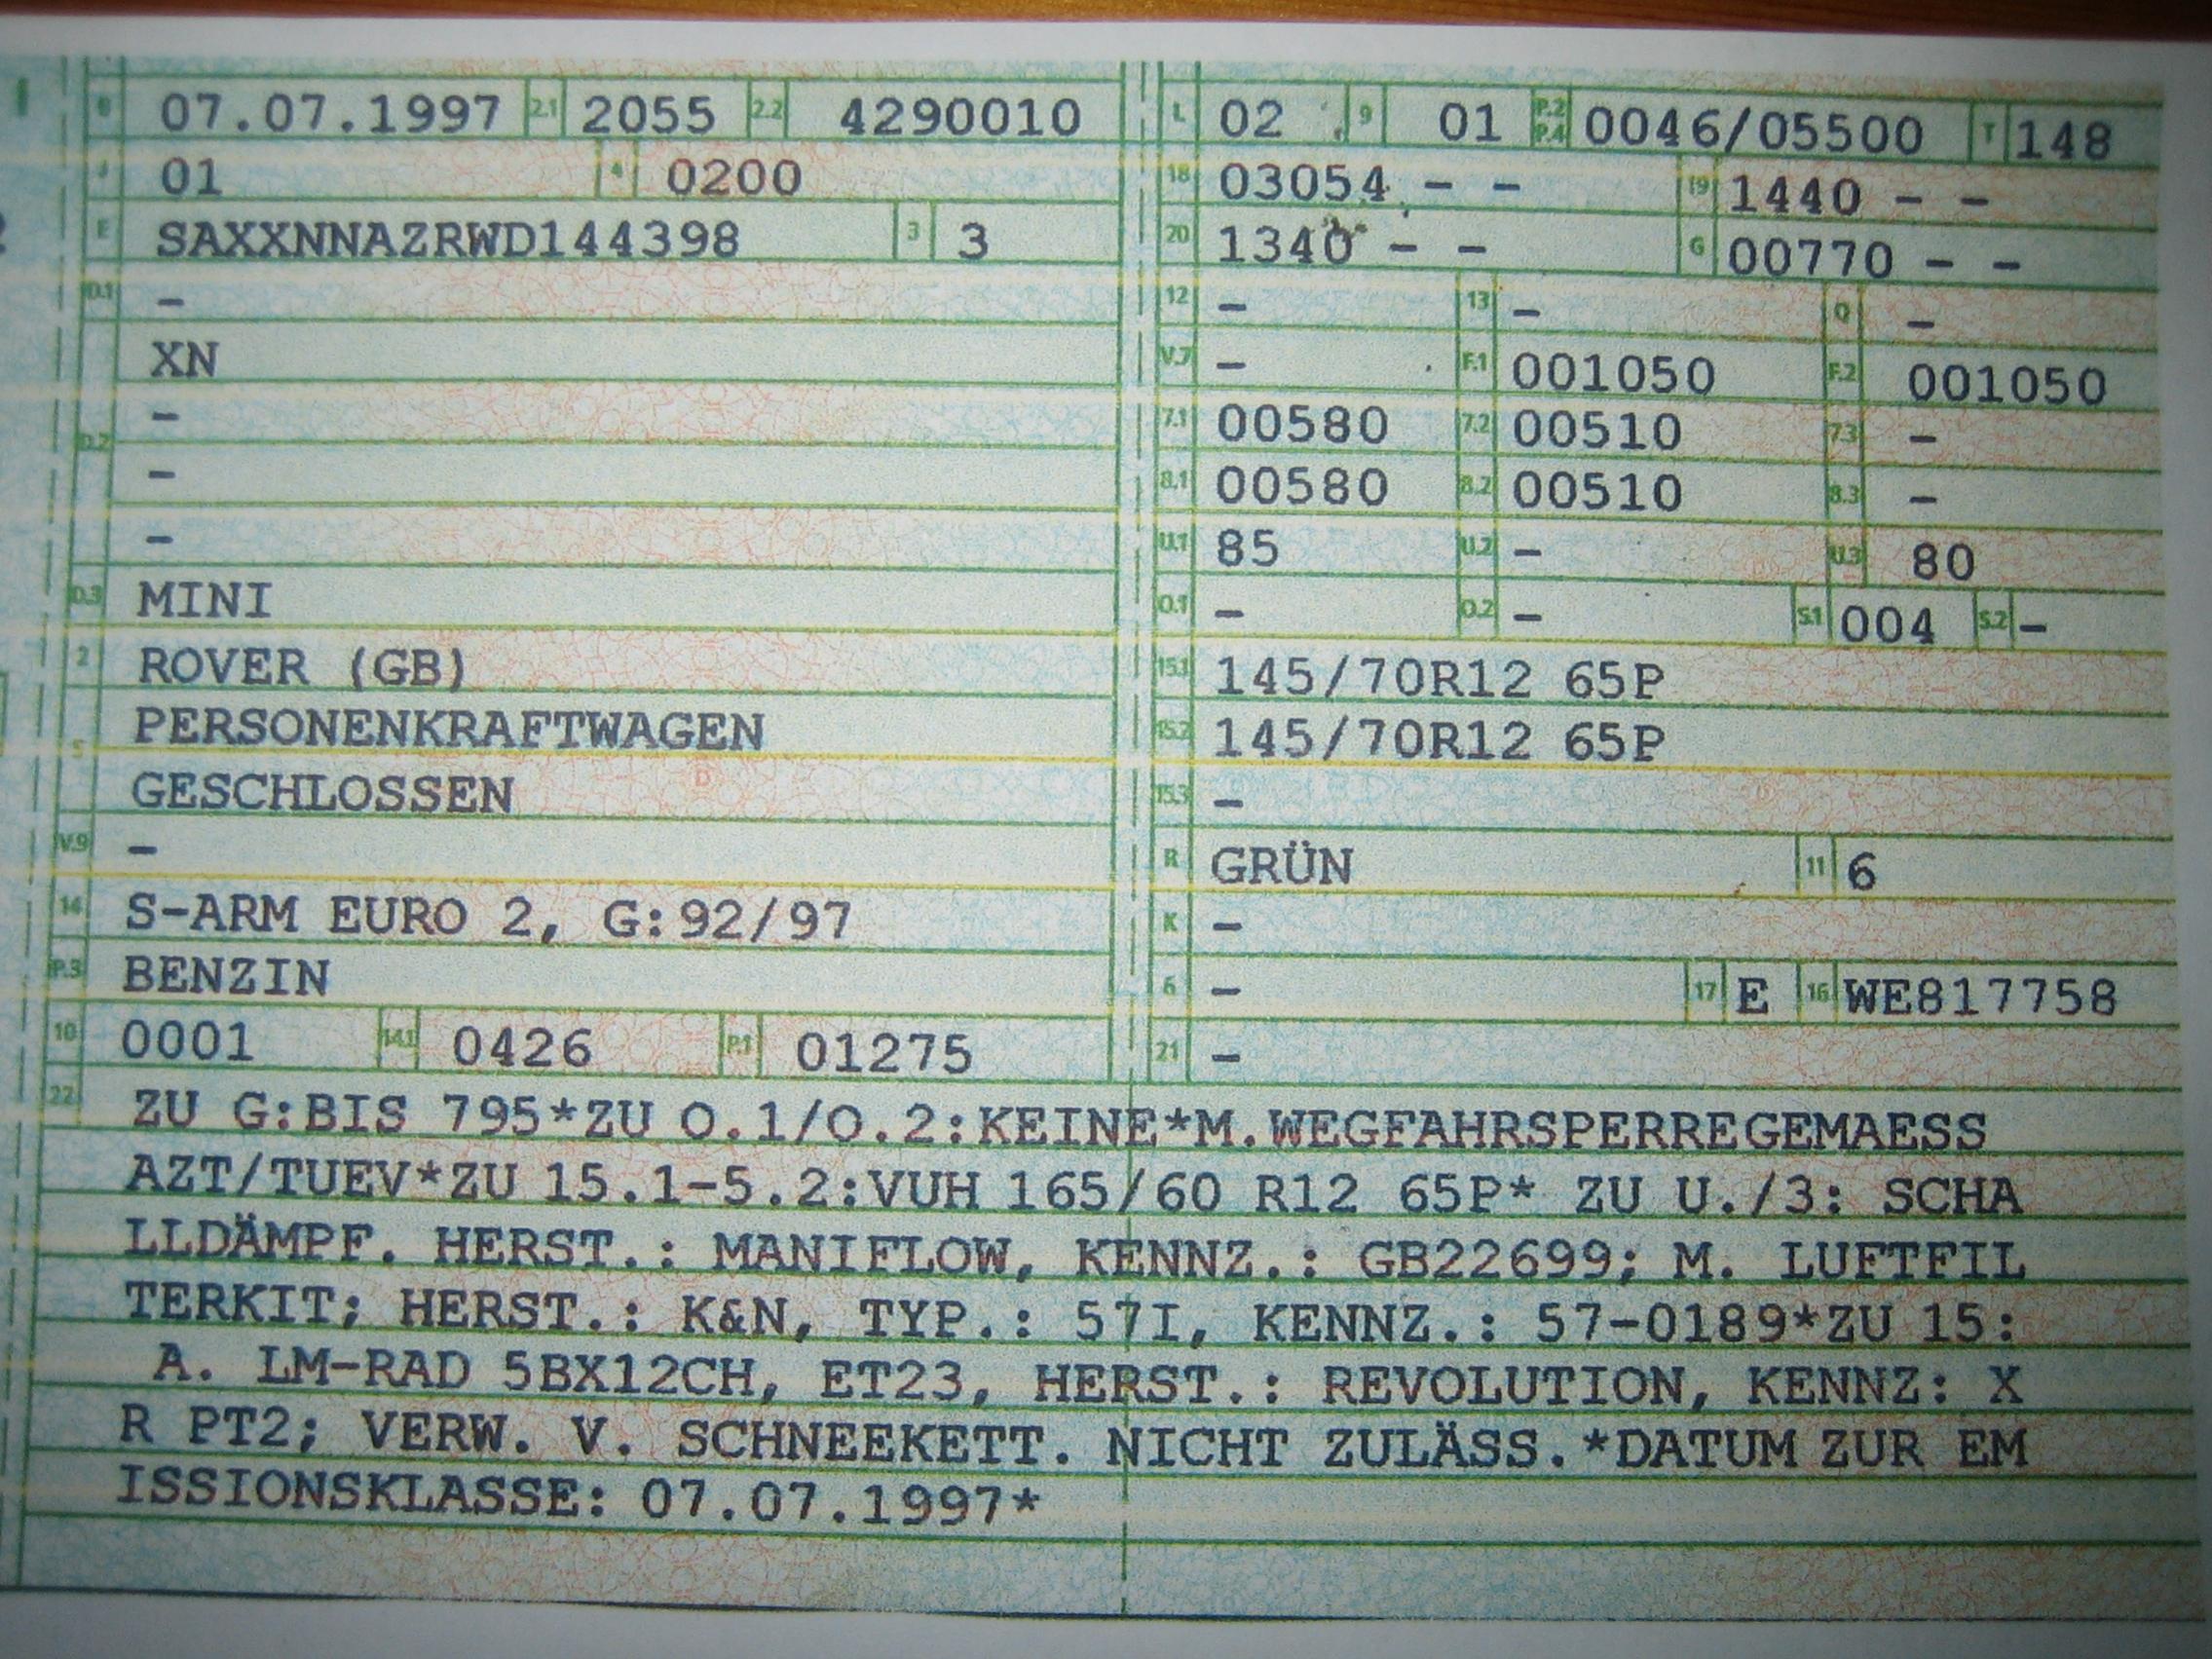 B 07.07.1997 2.1 2055 2.2 4290010
J 01 4 0200
E SAXXNNAZRWD144398 3 3
D.1 –
XN
D.2 –
–
–
D.3 MINI
2 ROVER (GB)
5 PERSONENKRAFTWAGEN
GESCHLOSSEN
V.9 –
14 S-ARM EURO 2, G:92/97
P.3 BENZIN
10 0001 14.1 0426 P.1 01275
L 02 9 01 P.2 P.4 0046/05500 T 148
18 03054 – – 19 1440 – –
20 1340 – – G 00770 – –
12 – 13 – Q –
V.7 – F.1 001050 F.2 001050
7.1 00580 7.2 00510 7.3 –
8.1 00580 8.2 00510 8.3 –
U.1 85 U.2 – U.3 80
O.1 – O.2 – S.1 004 S.2 –
15.1 145/70R12 65P
15.2 145/70R12 65P
15.3 –
R GRÜN 11 6
K –
6 – 17 E 16 WE817758
21 –
22 ZU G:BIS 795*ZU O.1/O.2:KEINE*M.WEGFAHRSPERREGEMAESS
AZT/TUEV*ZU 15.1-5.2:VUH 165/60 R12 65P* ZU U./3: SCHA
LLDÄMPF. HERST.: MANIFLOW, KENNZ.: GB22699; M. LUFTFIL
TERKIT; HERST.: K&N, TYP.: 57I, KENNZ.: 57-0189*ZU 15:
A. LM-RAD 5BX12CH, ET23, HERST.: REVOLUTION, KENNZ: X
R PT2; VERW. V. SCHNEEKETT. NICHT ZULÄSS.*DATUM ZUR EM
ISSIONSKLASSE: 07.07.1997*